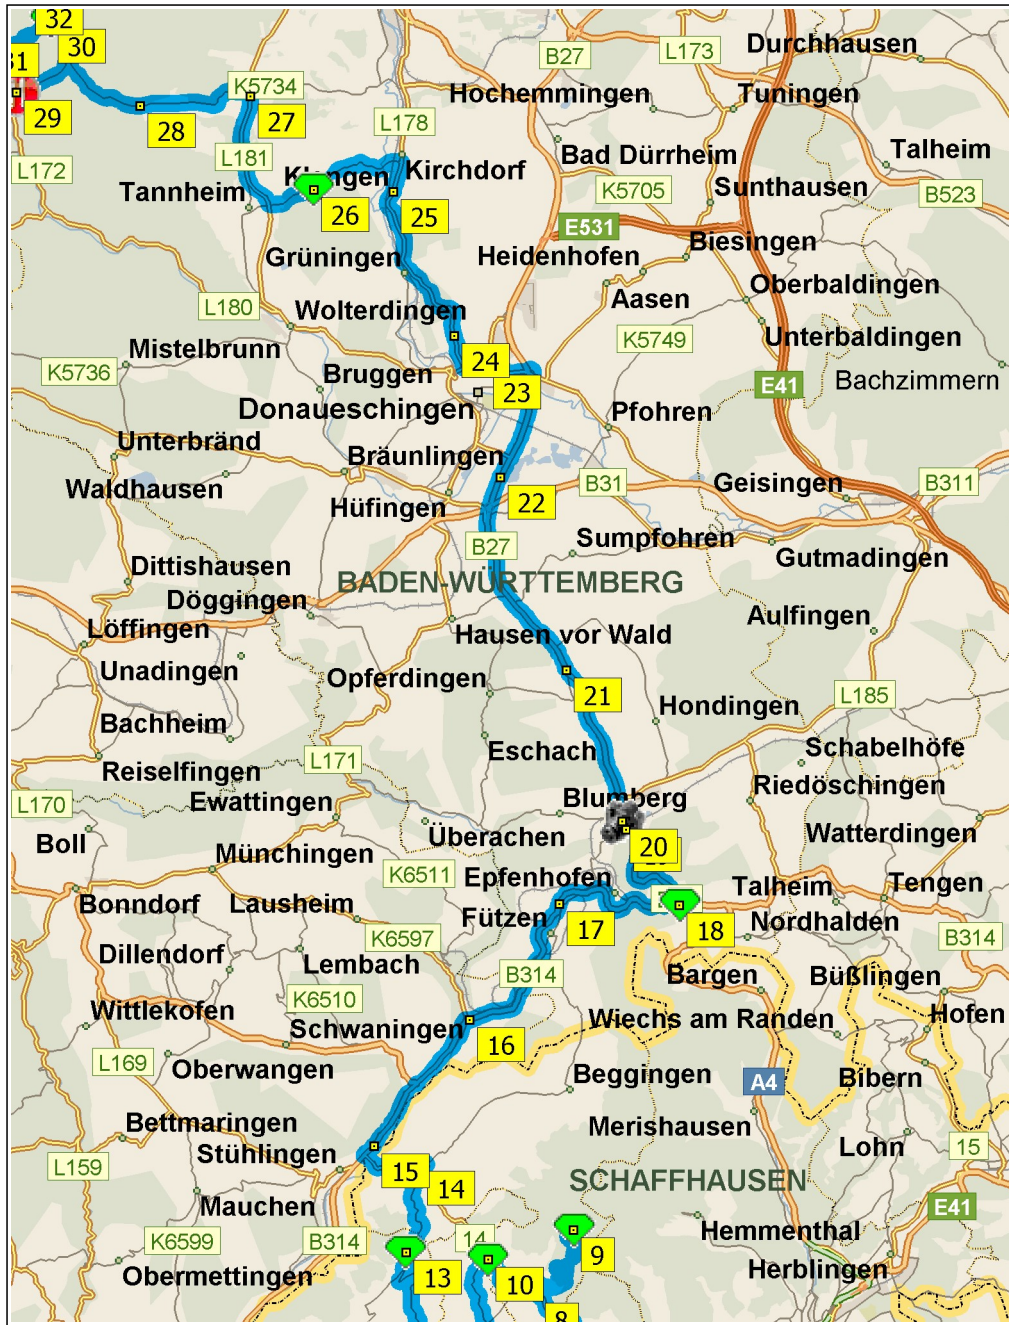 32
30
31
29
28
27
K5734
B27
L173
Durchhausen
Hochemmingen
Tuningen
L178
L172
L181
Klengen
Kirchdorf
Bad Dürrheim
Talheim
Tannheim
26
25
K5705
Sunthausen
B523
E531
Biesingen
Grüningen
Heidenhofen
L180
Wolterdingen
Aasen
Oberbaldingen
Mistelbrunn
K5749
Unterbaldingen
K5736
Bruggen
24
23
E41
Bachzimmern
Donaueschingen
Pfohren
Unterbränd
Bräunlingen
Waldhausen
22
B31
Geisingen
B311
Hüfingen
B27
Sumpfohren
Gutmadingen
Dittishausen
BADEN-WÜRTTEMBERG
Döggingen
Aulfingen
Löffingen
Hausen vor Wald
Unadingen
Opferdingen
21
L185
Hondingen
Bachheim
Eschach
Schabelhöfe
Reiselfingen
L171
Riedöschingen
L170
Ewattingen
Blumberg
Boll
Überachen
Watterdingen
Münchingen
20
K6511
Epfenhofen
Talheim
Tengen
Bonndorf
Lausheim
Fützen
17
18
Nordhalden
K6597
B314
Dillendorf
Lembach
B314
Bargen
Büßlingen
Wittlekofen
K6510
Schwaningen
16
Wiechs am Randen
Hofen
L169
Oberwangen
Beggingen
A4
Bibern
Bettmaringen
Merishausen
Stühlingen
15
Lohn
15
L159
14
SCHAFFHAUSEN
Mauchen
E41
K6599
B314
14
9
Hemmenthal
Obermettingen
13
10
Herblingen
8